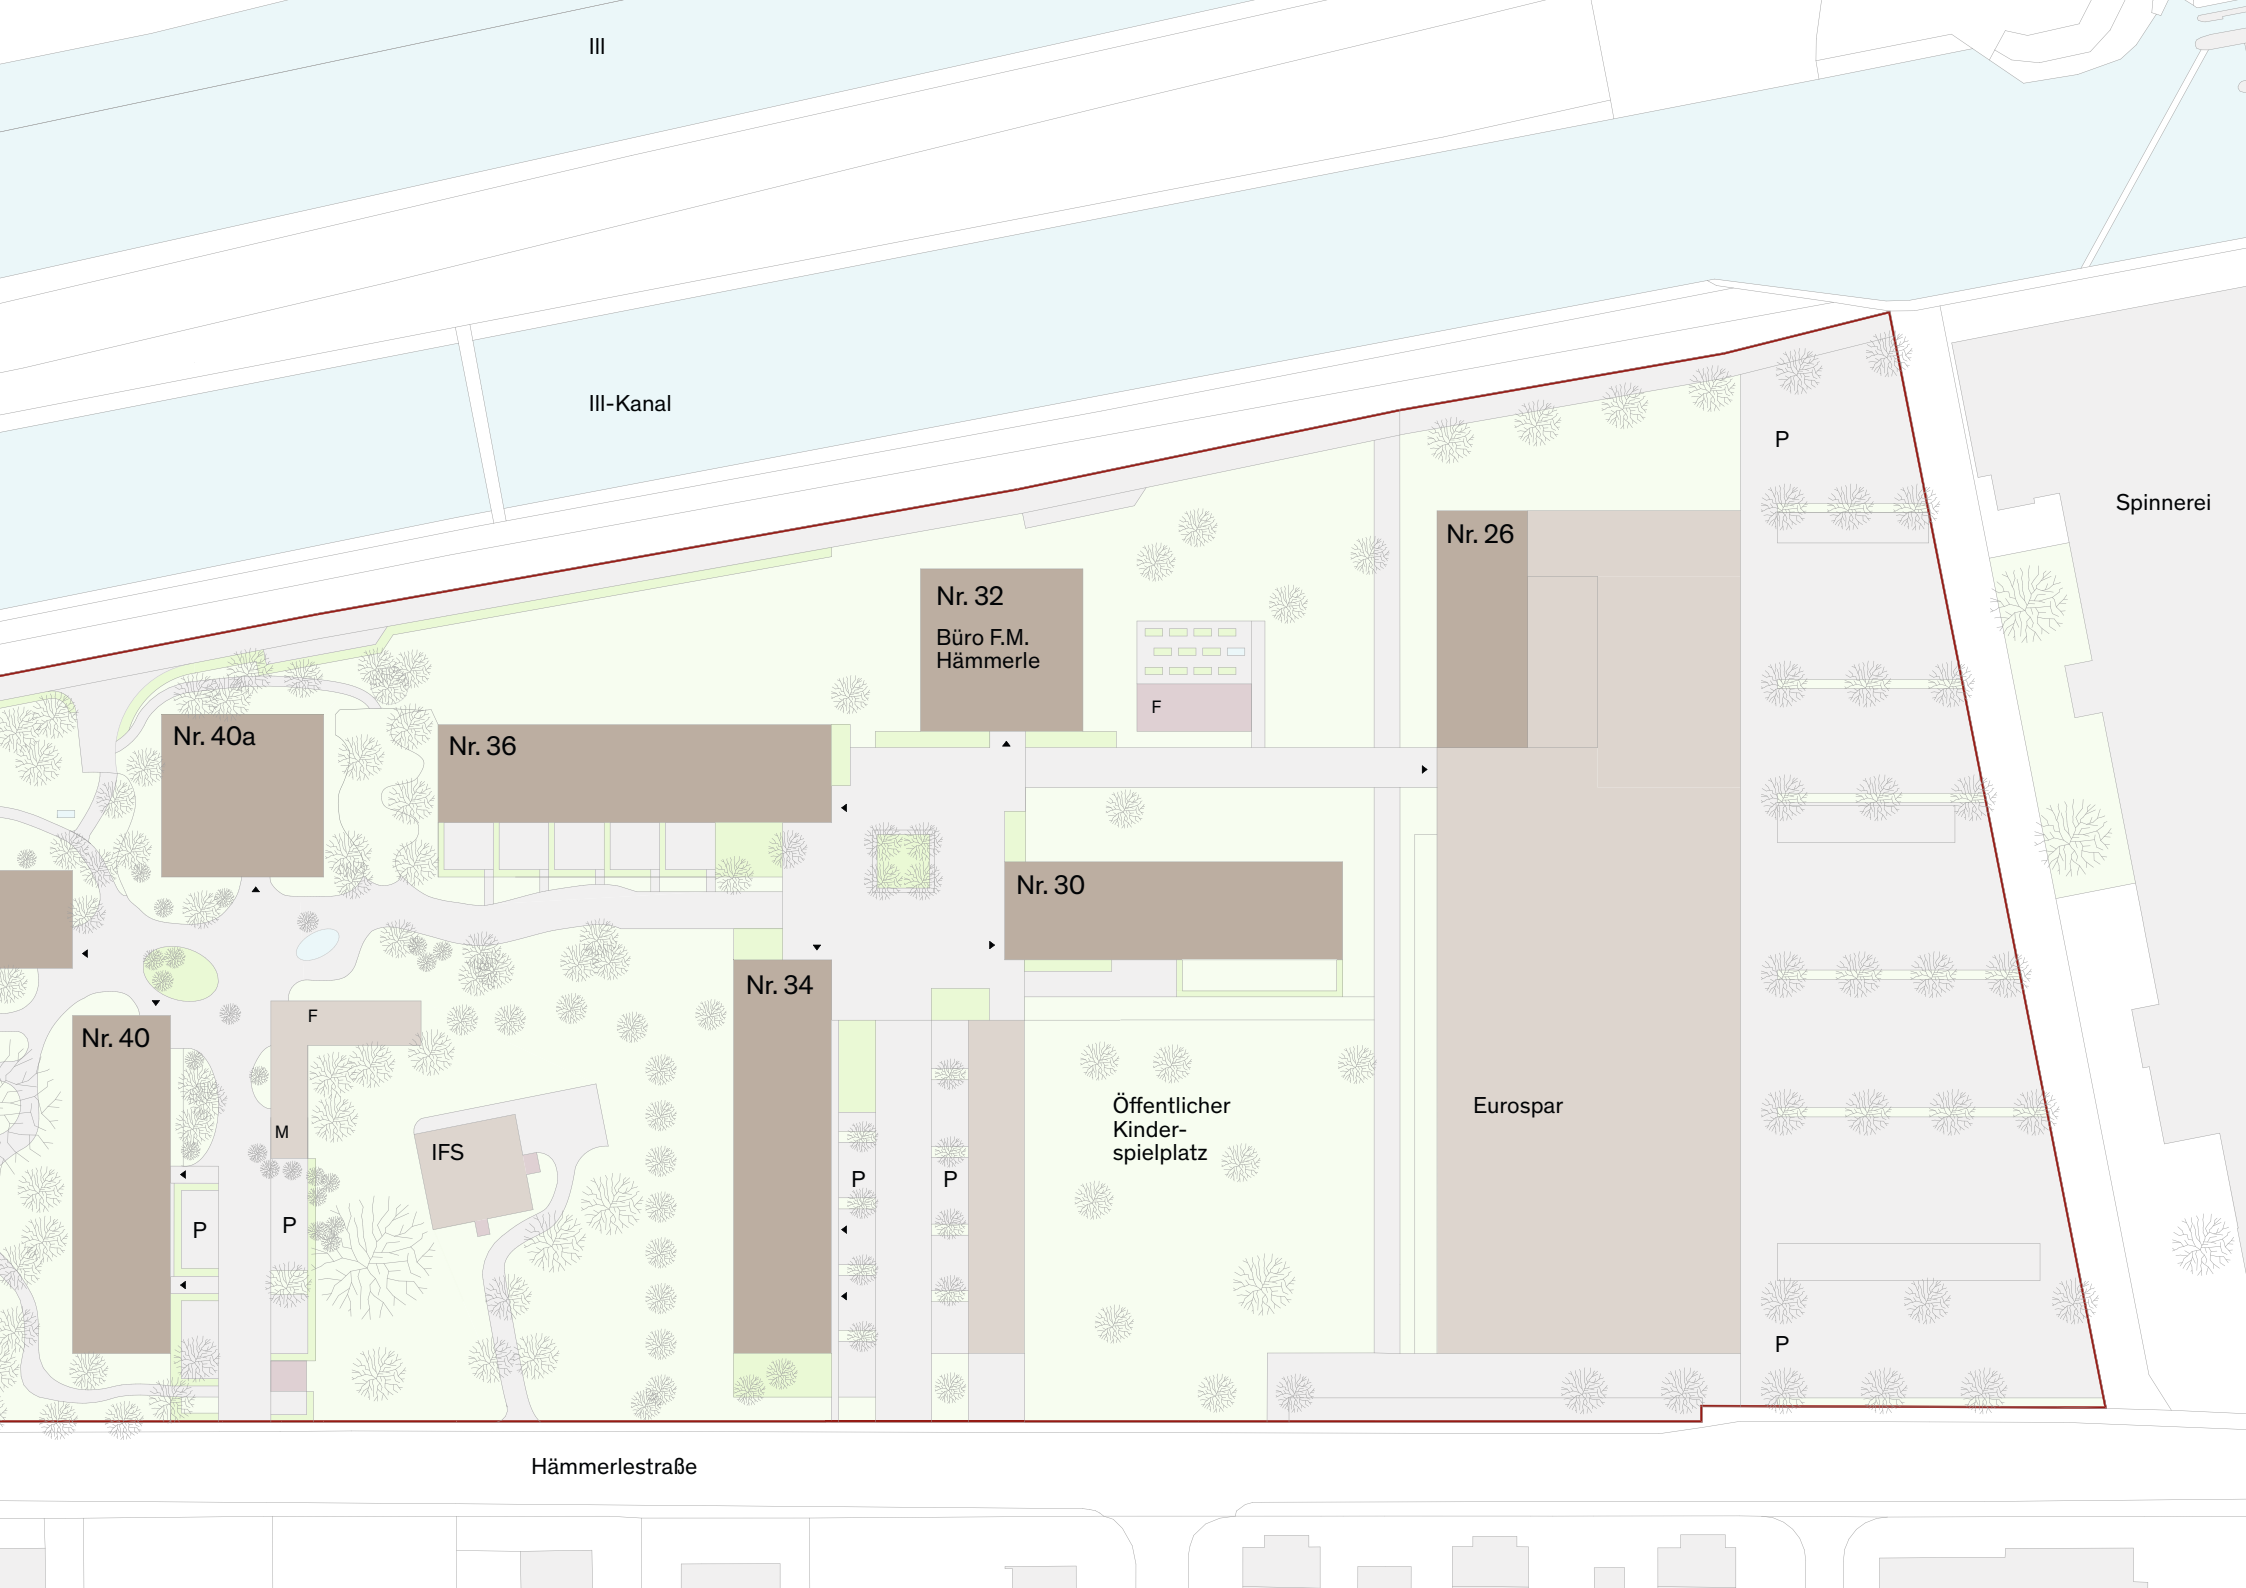 Ill
Ill-Kanal
P
Spinnerei
Nr. 26
Nr. 32
Büro F.M.
Hämmerle
F
Nr. 40a
Nr. 36
Nr. 30
Nr. 34
F
Nr. 40
Öffentlicher
Kinder-
spielplatz
Eurospar
M
IFS
P
P
P
P
P
Hämmerlestraße